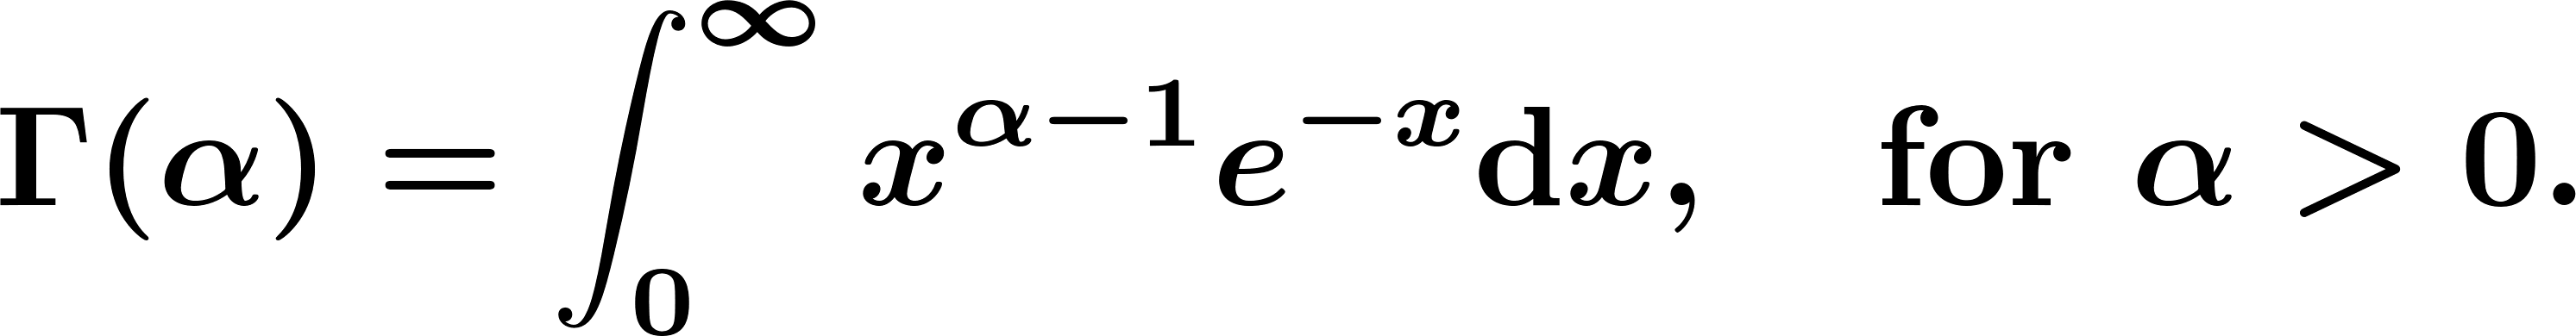 Γ(α) = ∫₀^∞ x^{α−1}e^{−x}dx, for α > 0.